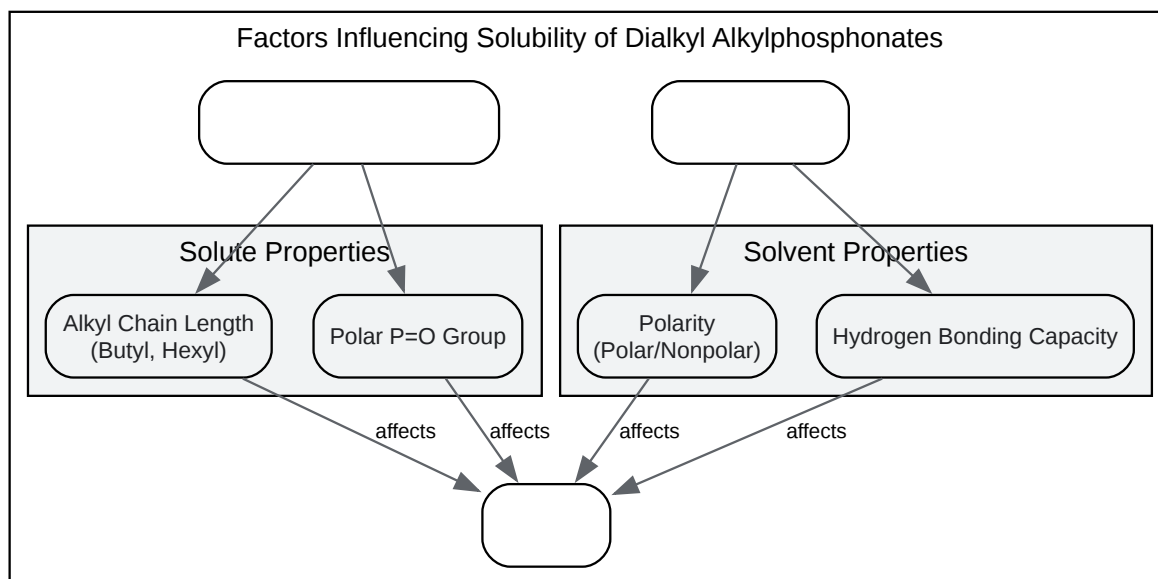 Factors Influencing Solubility of Dialkyl Alkylphosphonates
Solute Properties
Solvent Properties
Alkyl Chain Length
(Butyl, Hexyl)
Polar P=O Group
Polarity
(Polar/Nonpolar)
Hydrogen Bonding Capacity
affects
affects
affects
affects